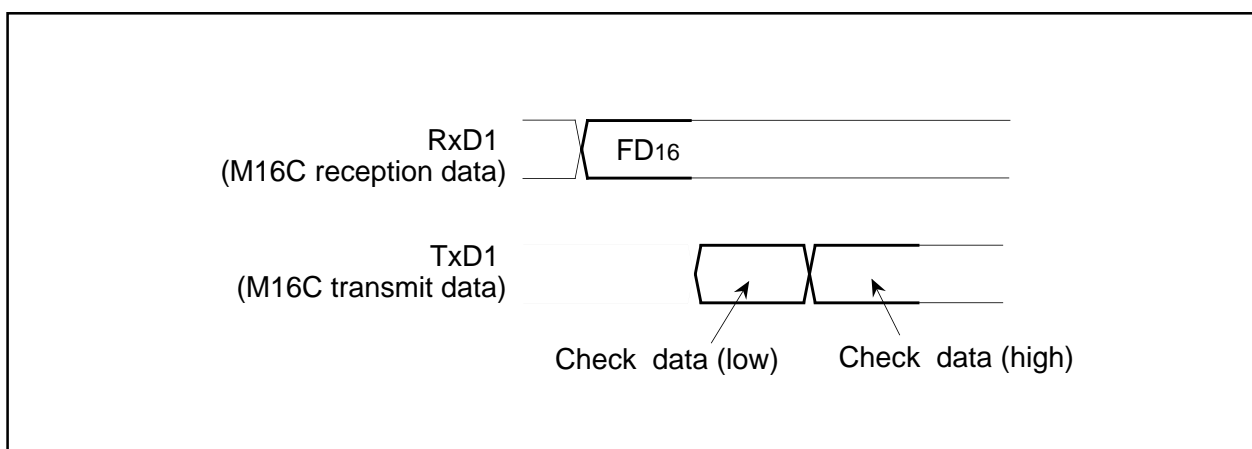 RxD1
(M16C reception data)
FD16
TxD1
(M16C transmit data)
Check data (low)
Check data (high)